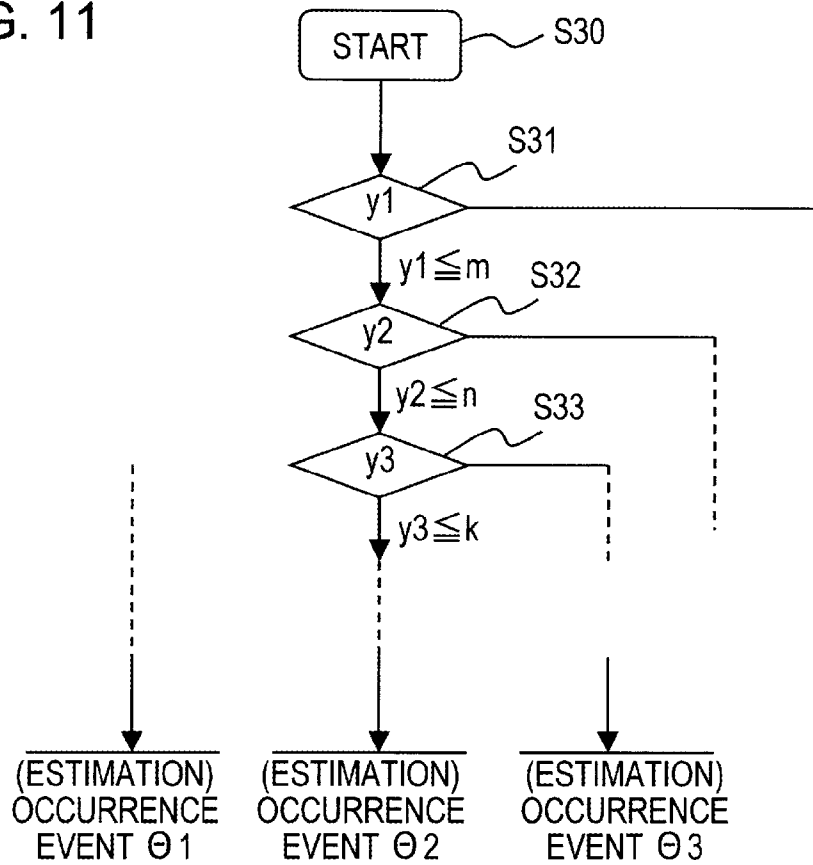 G. 11
START
S30
S31
y1
y1≦m
S32
y2
y2≦n
S33
y3
y3≦k
(ESTIMATION)
OCCURRENCE
EVENT Θ1
(ESTIMATION)
OCCURRENCE
EVENT Θ2
(ESTIMATION)
OCCURRENCE
EVENT Θ3